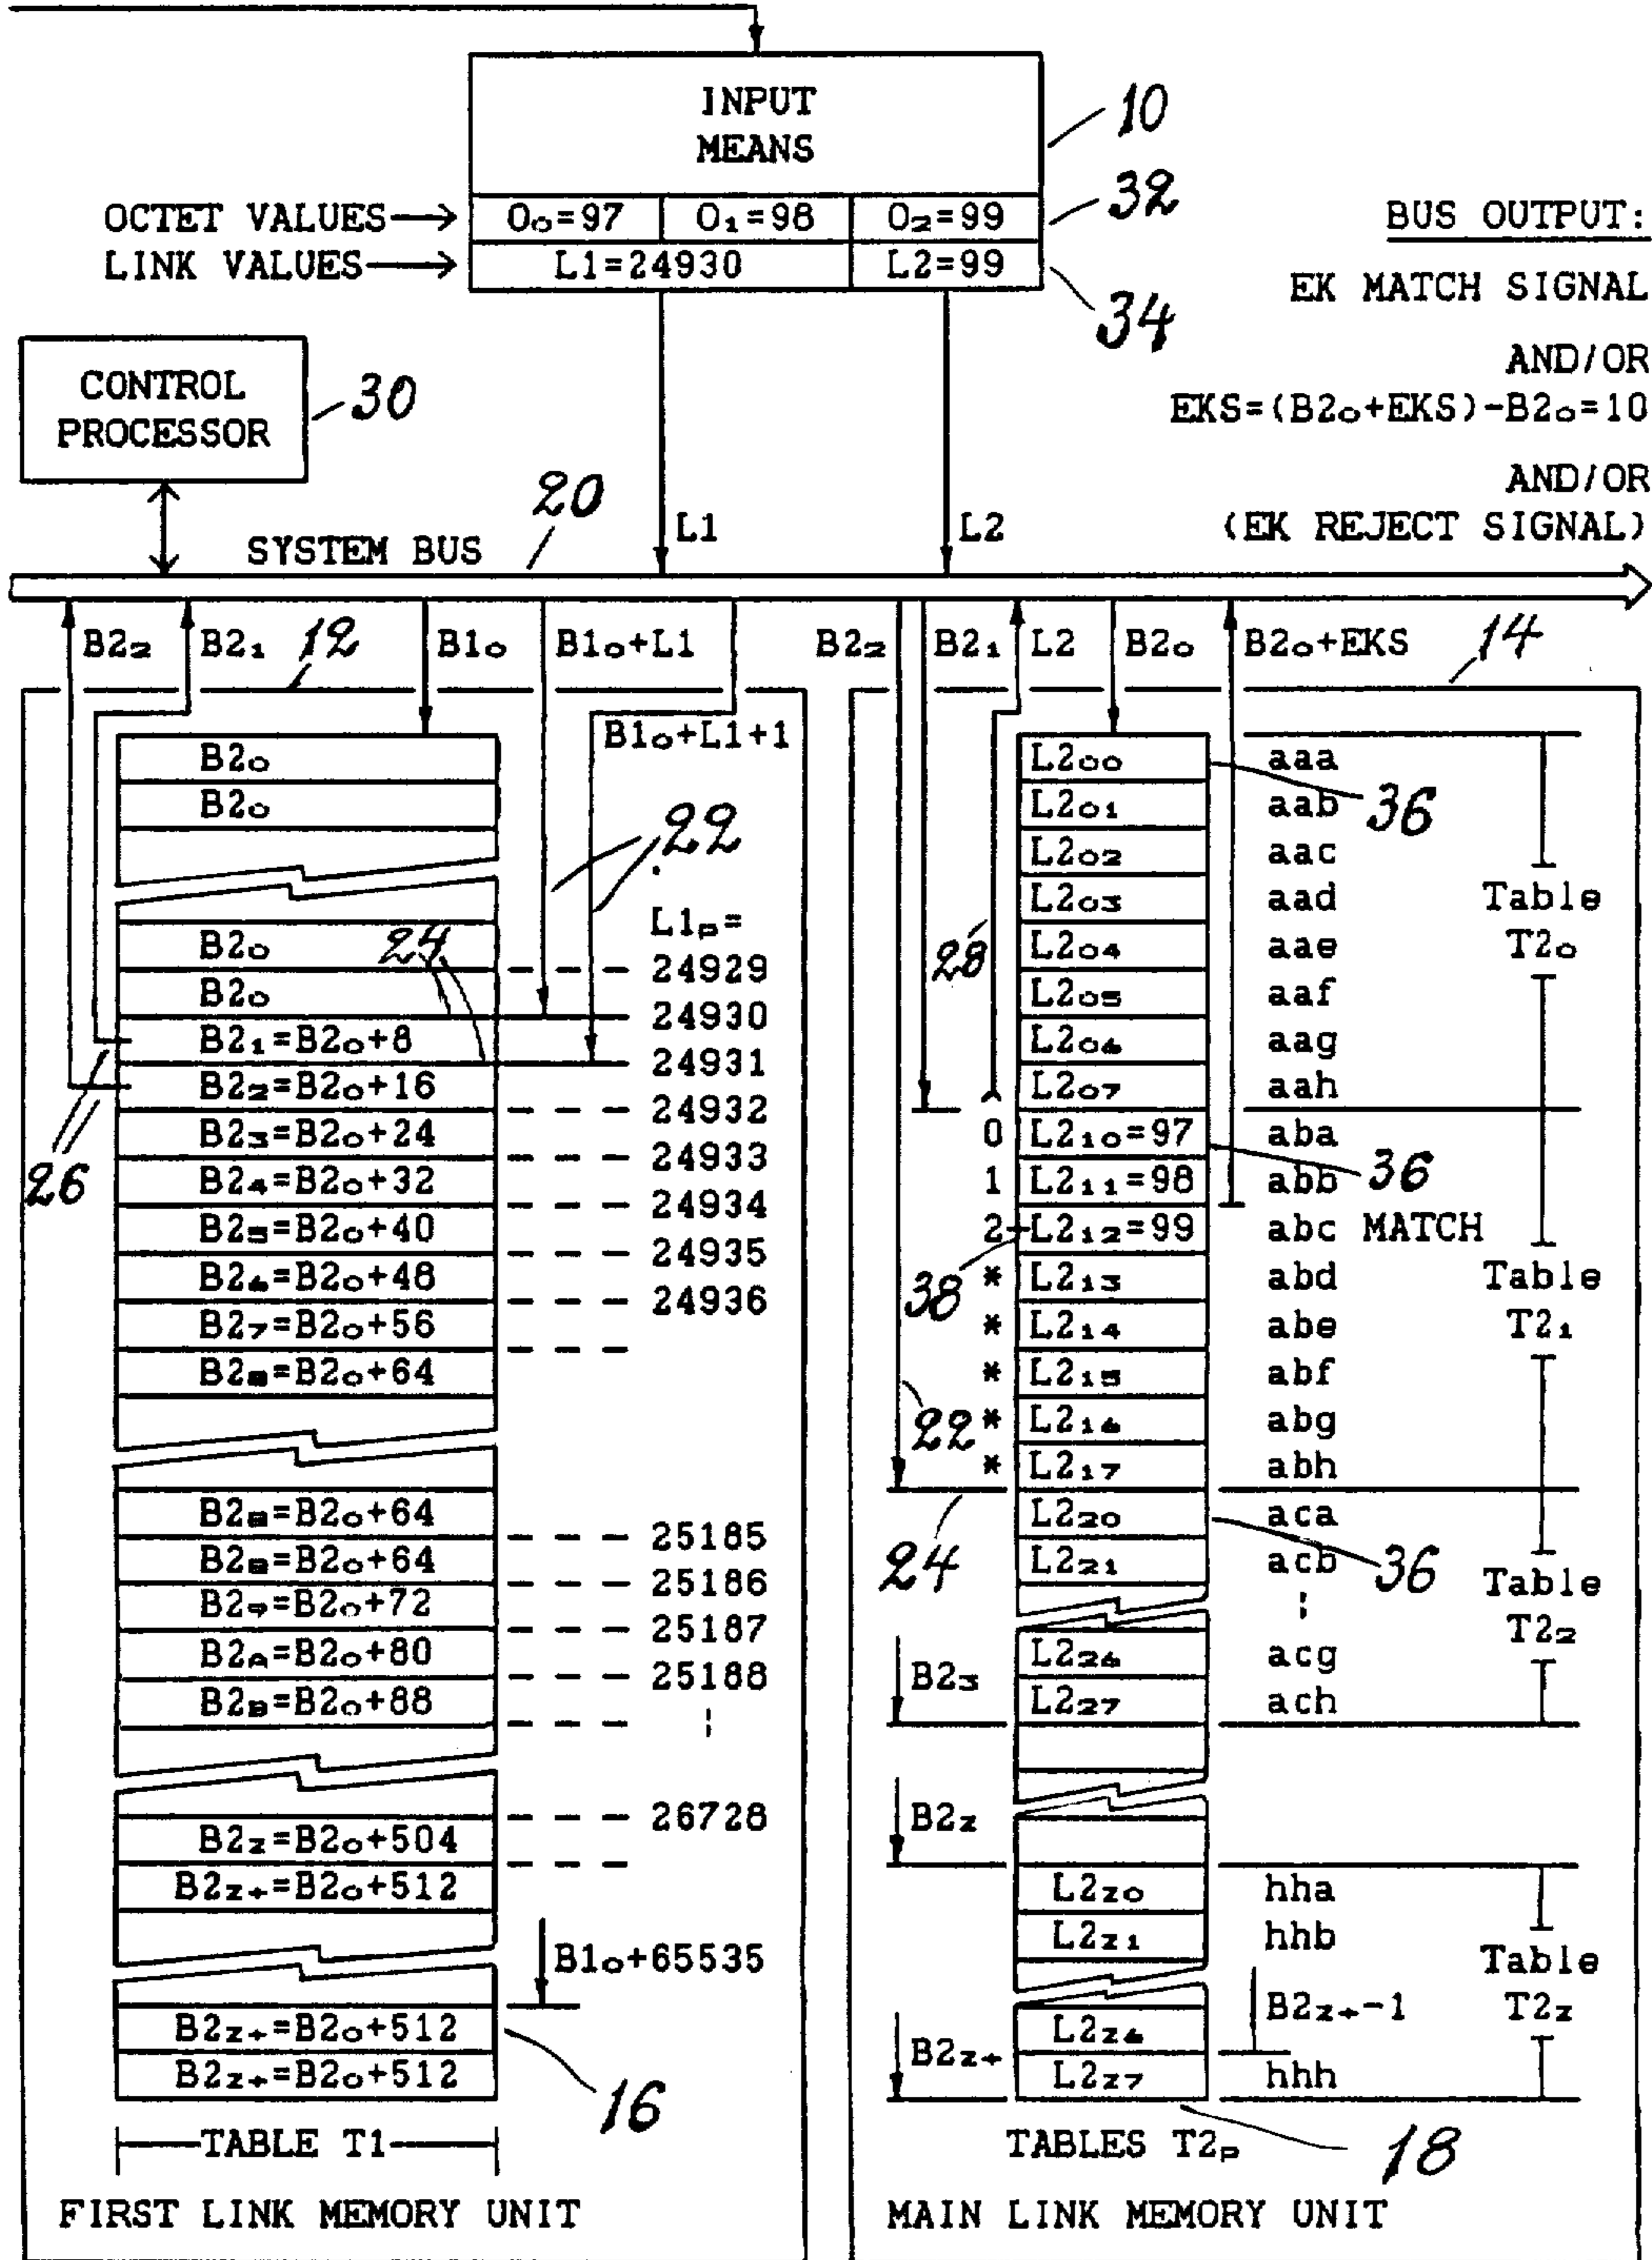 INPUT
MEANS
10
OCTET VALUES→ O₀=97 O₁=98 O₂=99 32
LINK VALUES→ L1=24930 L2=99 34
BUS OUTPUT:
EK MATCH SIGNAL
AND/OR
EKS=(B2₀+EKS)-B2₀=10
AND/OR
(EK REJECT SIGNAL)
CONTROL
PROCESSOR
30
SYSTEM BUS 20 L1 L2
B2₂ B2₁ 12 B1₀ B1₀+L1 B2₂ B2₁ L2 B2₀ B2₀+EKS 14
B1₀+L1+1
B2₀
B2₀
22
L1ₚ=
B2₀ 24 24929
B2₀ 24930
B2₁=B2₀+8 24931
B2₂=B2₀+16 24932
26
B2₃=B2₀+24 24933
B2₄=B2₀+32 24934
B2₅=B2₀+40 24935
B2₆=B2₀+48 24936
B2₇=B2₀+56
B2₈=B2₀+64
B2₈=B2₀+64 25185
B2₈=B2₀+64 25186
B2₉=B2₀+72 25187
B2A=B2₀+80 25188
B2B=B2₀+88 ¦
26728
B2z=B2₀+504
B2z+=B2₀+512
B1₀+65535
B2z+=B2₀+512
B2z+=B2₀+512
16
TABLE T1
FIRST LINK MEMORY UNIT
L2₀₀ aaa
L2₀₁ aab 36
L2₀₂ aac
L2₀₃ aad Table
L2₀₄ aae T2₀
28
L2₀₅ aaf
L2₀₆ aag
L2₀₇ aah
0 L2₁₀=97 aba
1 L2₁₁=98 abb 36
2 L2₁₂=99 abc MATCH
38
* L2₁₃ abd Table
* L2₁₄ abe T2₁
* L2₁₅ abf
22
* L2₁₆ abg
* L2₁₇ abh
24
L2₂₀ aca
L2₂₁ acb 36 Table
¦ T2₂
B2₃ L2₂₆ acg
L2₂₇ ach
B2z
L2z₀ hha
L2z₁ hhb Table
B2z+-1 T2z
B2z+ L2z₆
L2z₇ hhh
TABLES T2ₚ 18
MAIN LINK MEMORY UNIT